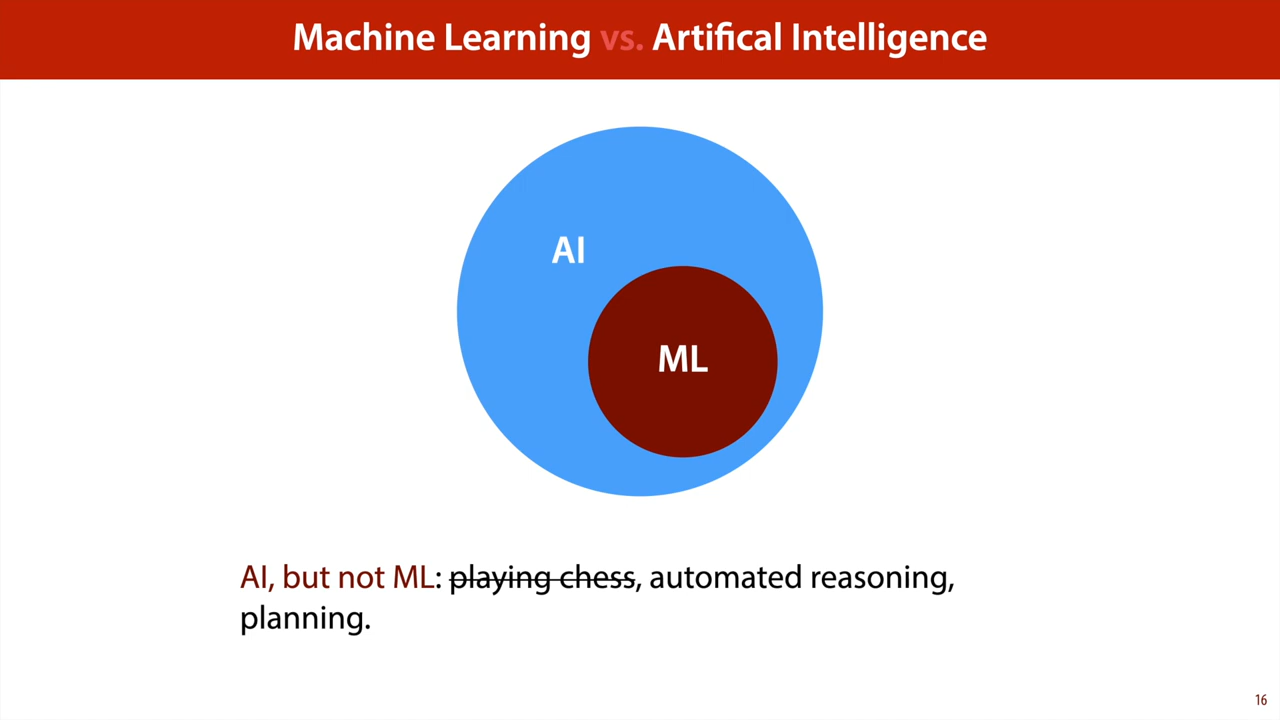 Machine Learning vs. Artifical Intelligence
AI
ML
AI, but not ML: playing chess, automated reasoning,
planning.
16